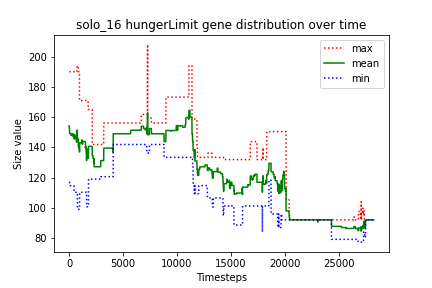 solo_16 hungerLimit gene distribution over time
max
mean
min
Size value
200
180
160
140
120
100
80
0
5000
10000
15000
20000
25000
Timesteps